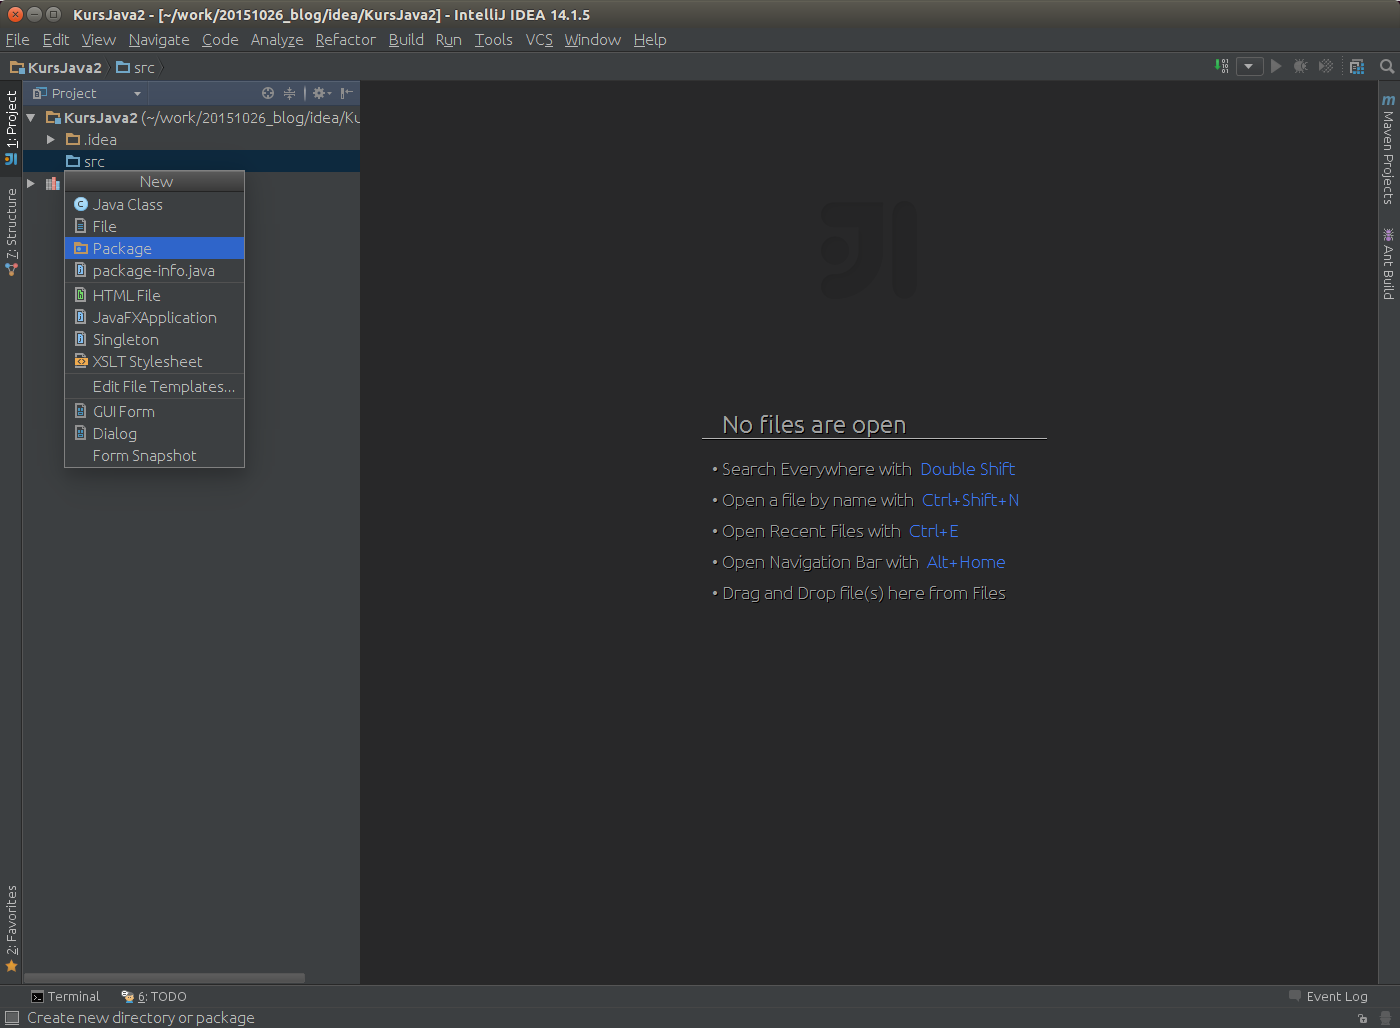 KursJava2 - [~/work/20151026_blog/idea/KursJava2] - IntelliJ IDEA 14.1.5
File Edit View Navigate Code Analyze Refactor Build Run Tools VCS Window Help
KursJava2 src
1: Project
7: Structure
2: Favorites
Project
KursJava2 (~/work/20151026_blog/idea/Ku
.idea
src
New
Java Class
File
Package
package-info.java
HTML File
JavaFXApplication
Singleton
XSLT Stylesheet
Edit File Templates...
GUI Form
Dialog
Form Snapshot
No files are open
• Search Everywhere with Double Shift
• Open a file by name with Ctrl+Shift+N
• Open Recent Files with Ctrl+E
• Open Navigation Bar with Alt+Home
• Drag and Drop file(s) here from Files
Maven Projects
Ant Build
Terminal 6: TODO Event Log
Create new directory or package